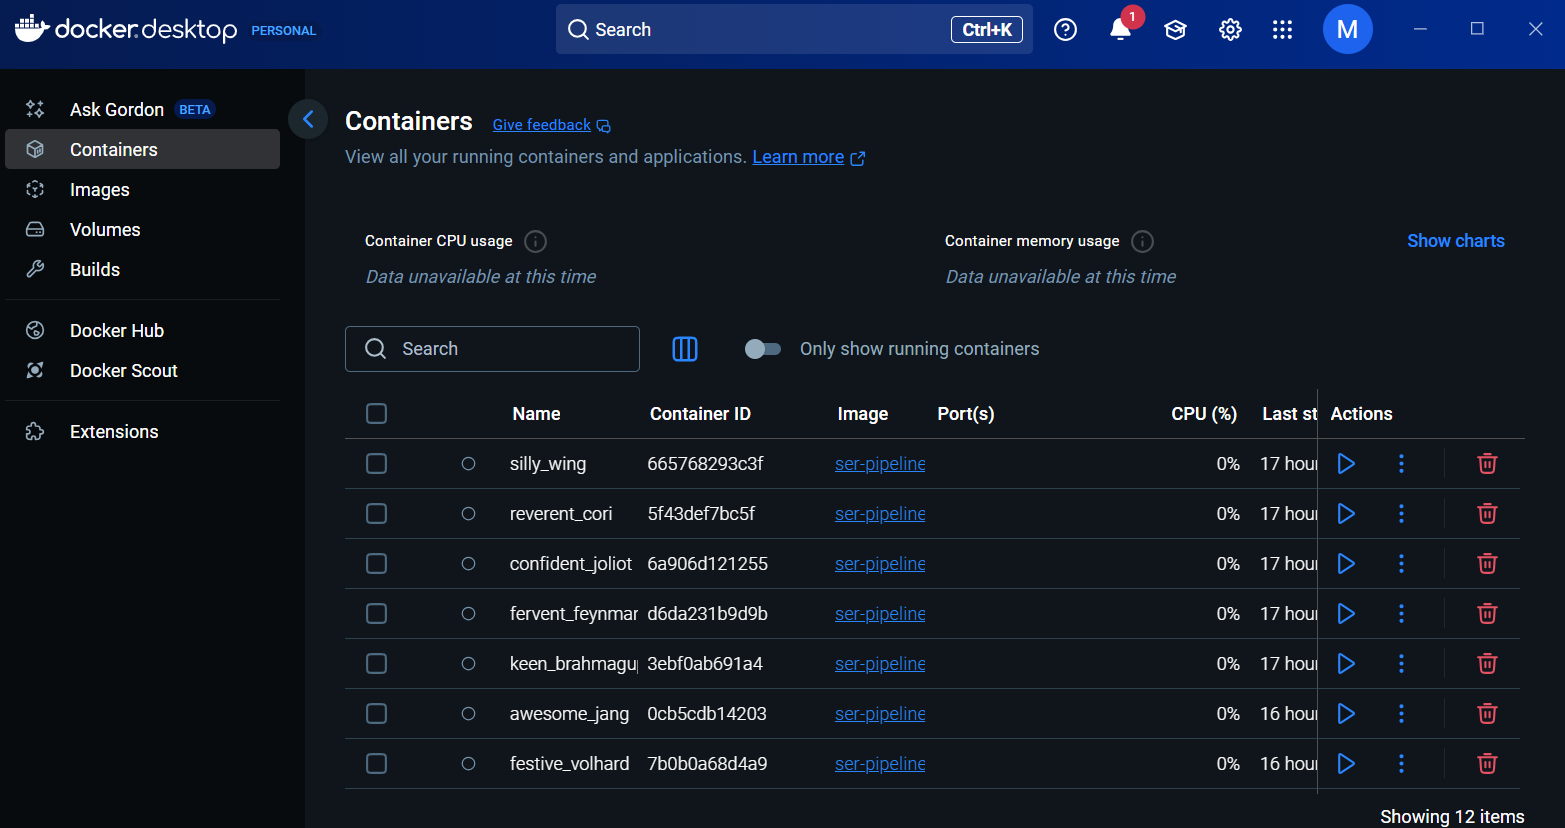 docker.desktop PERSONAL Search Ctrl+K 1 M
Ask Gordon BETA
Containers
Images
Volumes
Builds
Docker Hub
Docker Scout
Extensions
Containers Give feedback
View all your running containers and applications. Learn more
Container CPU usage Container memory usage Show charts
Data unavailable at this time Data unavailable at this time
Search Only show running containers
Name Container ID Image Port(s) CPU (%) Last st Actions
silly_wing 665768293c3f ser-pipeline 0% 17 hour
reverent_cori 5f43def7bc5f ser-pipeline 0% 17 hour
confident_joliot 6a906d121255 ser-pipeline 0% 17 hour
fervent_feynmar d6da231b9d9b ser-pipeline 0% 17 hour
keen_brahmagup 3ebf0ab691a4 ser-pipeline 0% 17 hour
awesome_jang 0cb5cdb14203 ser-pipeline 0% 16 hour
festive_volhard 7b0b0a68d4a9 ser-pipeline 0% 16 hour
Showing 12 items